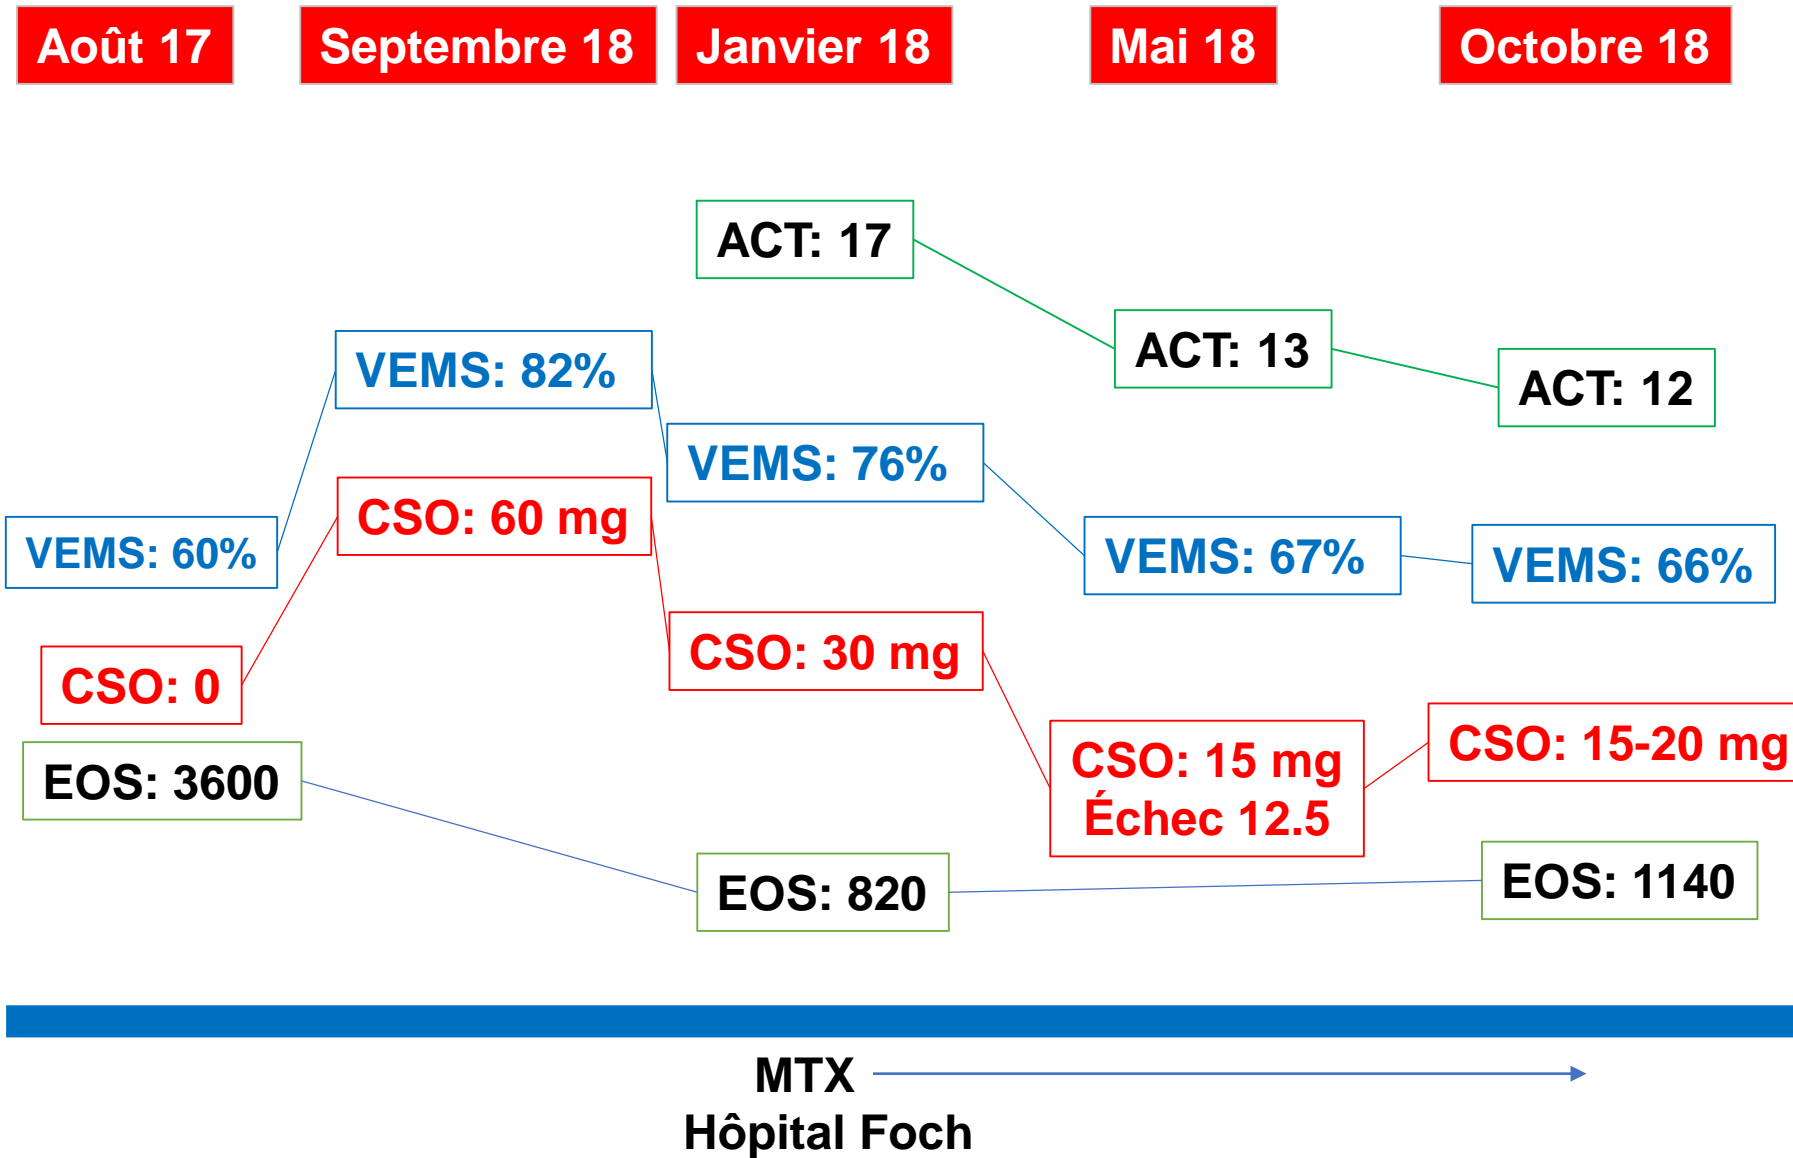 Août 17
Septembre 18
Janvier 18
Mai 18
Octobre 18
ACT: 17
ACT: 13
ACT: 12
VEMS: 60%
VEMS: 82%
VEMS: 76%
VEMS: 67%
VEMS: 66%
CSO: 0
CSO: 60 mg
CSO: 30 mg
CSO: 15 mg
Échec 12.5
CSO: 15-20 mg
EOS: 3600
EOS: 820
EOS: 1140
MTX
Hôpital Foch